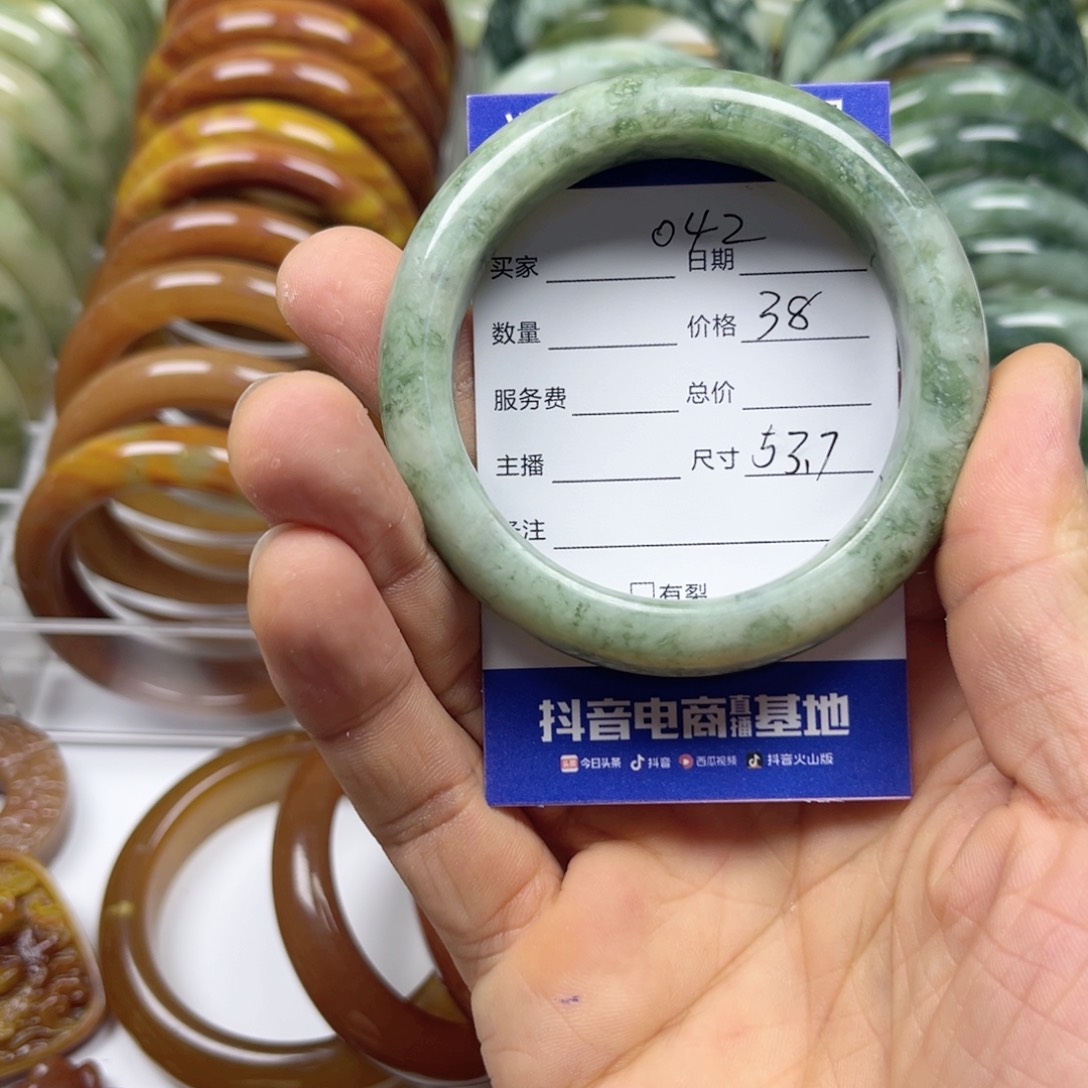 042
买家 日期
数量 价格 38
服务费 总价
主播 尺寸 53.7
注
有裂
抖音电商直播基地
今日头条 抖音 西瓜视频 抖音火山版